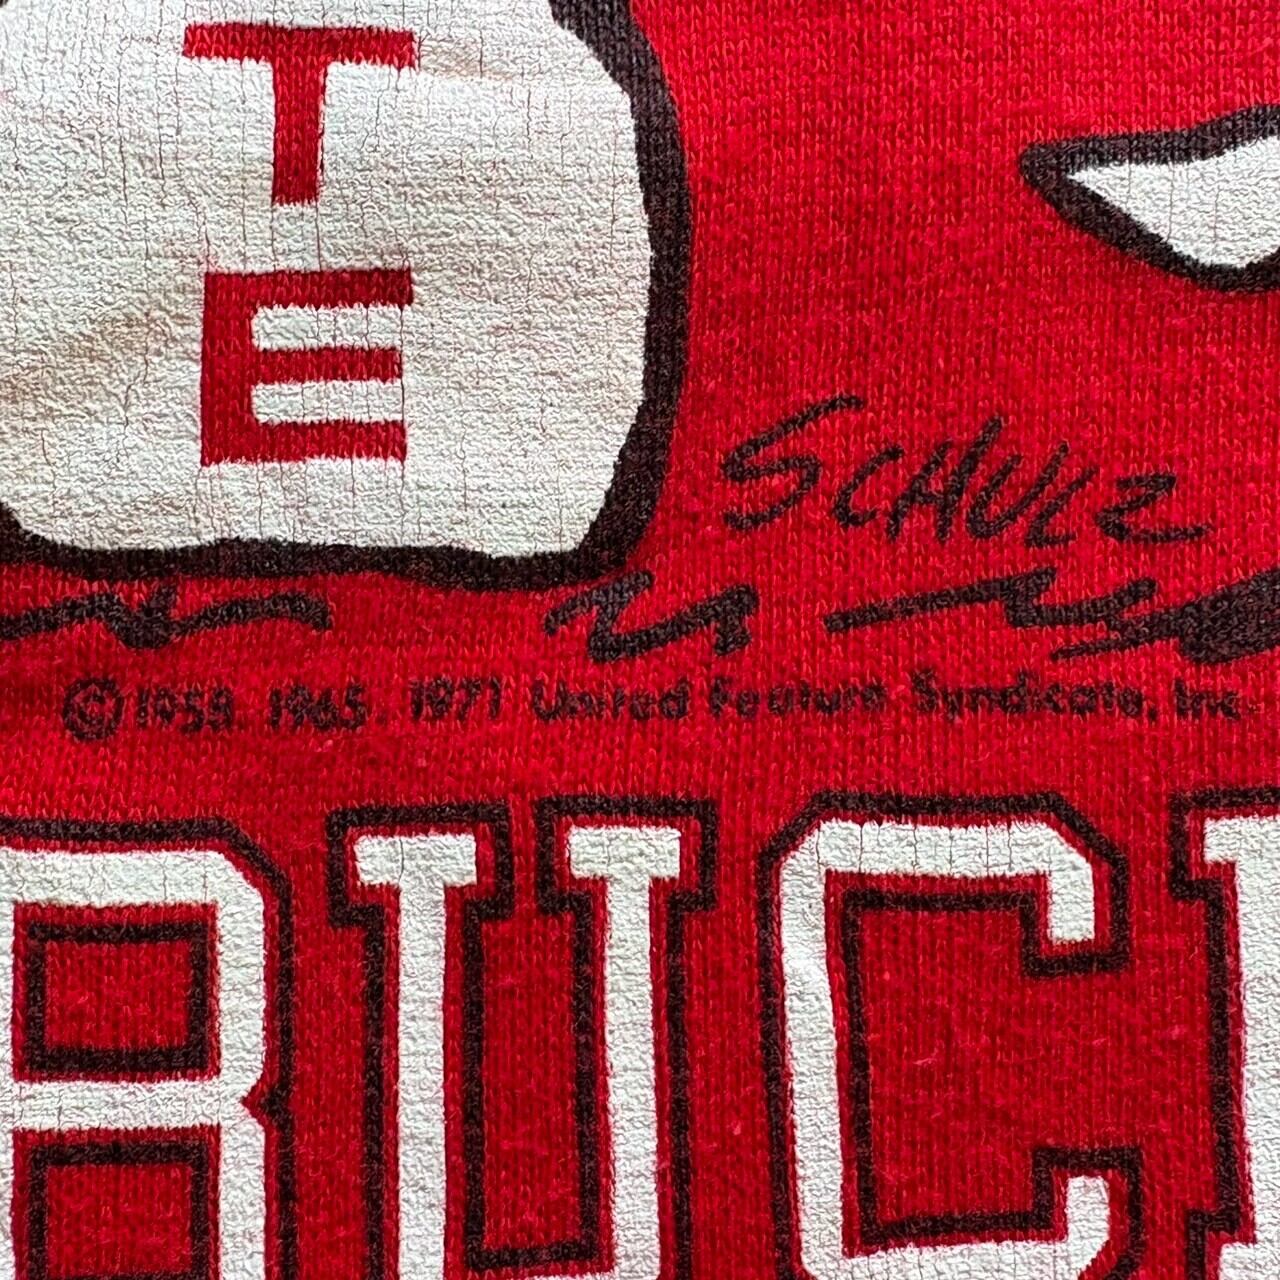 T
E
SCHULZ
© 1958, 1965, 1971 United Feature Syndicate, Inc.
BUC